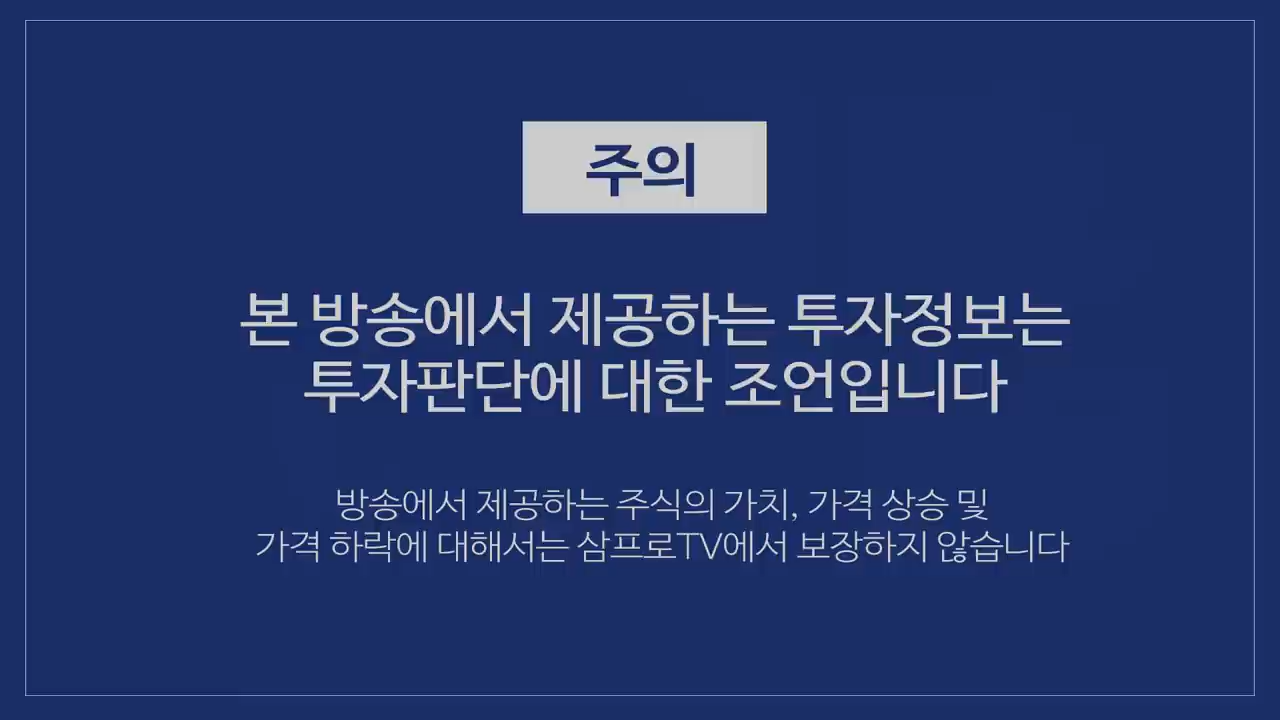 주의
본 방송에서 제공하는 투자정보는
투자판단에 대한 조언입니다
방송에서 제공하는 주식의 가치, 가격 상승 및
가격 하락에 대해서는 삼프로TV에서 보장하지 않습니다